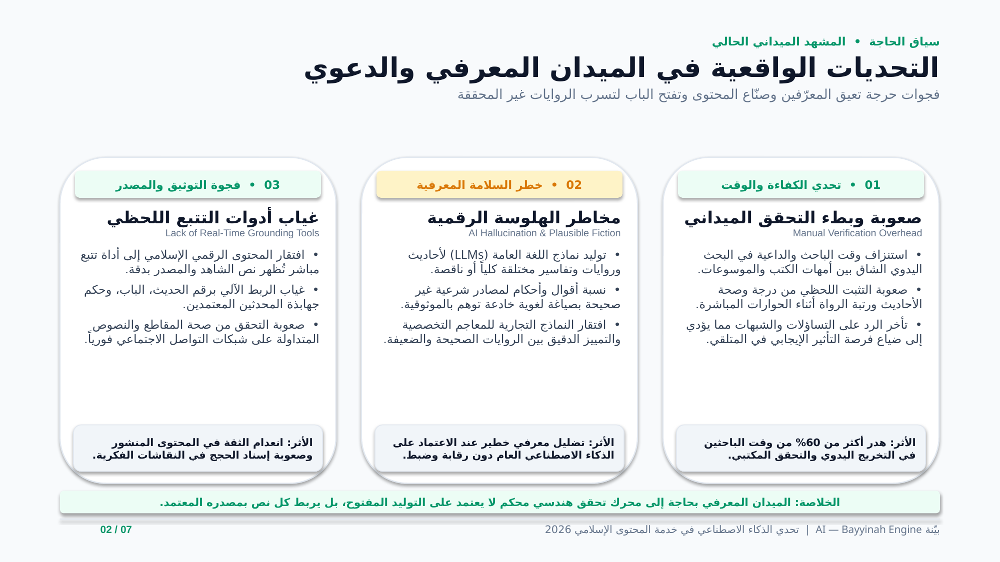 سياق الحاجة • المشهد الميداني الحالي
التحديات الواقعية في الميدان المعرفي والدعوي
فجوات حرجة تعيق المعرّفين وصنّاع المحتوى وتفتح الباب لتسرب الروايات غير المحققة
01 • تحدي الكفاءة والوقت
صعوبة وبطء التحقق الميداني
Manual Verification Overhead
• استنزاف وقت الباحث والداعية في البحث
اليدوي الشاق بين أمهات الكتب والموسوعات.
• صعوبة التثبت اللحظي من درجة وصحة
الأحاديث ورتبة الرواة أثناء الحوارات المباشرة.
• تأخر الرد على التساؤلات والشبهات مما يؤدي
إلى ضياع فرصة التأثير الإيجابي في المتلقي.
الأثر: هدر أكثر من 60% من وقت الباحثين
في التخريج اليدوي والتحقق المكتبي.
02 • خطر السلامة المعرفية
مخاطر الهلوسة الرقمية
AI Hallucination & Plausible Fiction
• توليد نماذج اللغة العامة (LLMs) لأحاديث
وروايات وتفاسير مختلقة كلياً أو ناقصة.
• نسبة أقوال وأحكام لمصادر شرعية غير
صحيحة بصياغة لغوية خادعة توهم بالموثوقية.
• افتقار النماذج التجارية للمعاجم التخصصية
والتمييز الدقيق بين الروايات الصحيحة والضعيفة.
الأثر: تضليل معرفي خطير عند الاعتماد على
الذكاء الاصطناعي العام دون رقابة وضبط.
03 • فجوة التوثيق والمصدر
غياب أدوات التتبع اللحظي
Lack of Real-Time Grounding Tools
• افتقار المحتوى الرقمي الإسلامي إلى أداة تتبع
مباشر تُظهر نص الشاهد والمصدر بدقة.
• غياب الربط الآلي برقم الحديث، الباب، وحكم
جهابذة المحدثين المعتمدين.
• صعوبة التحقق من صحة المقاطع والنصوص
المتداولة على شبكات التواصل الاجتماعي فورياً.
الأثر: انعدام الثقة في المحتوى المنشور
وصعوبة إسناد الحجج في النقاشات الفكرية.
الخلاصة: الميدان المعرفي بحاجة إلى محرك تحقق هندسي محكم لا يعتمد على التوليد المفتوح، بل يربط كل نص بمصدره المعتمد.
بيّنة AI — Bayyinah Engine | تحدي الذكاء الاصطناعي في خدمة المحتوى الإسلامي 2026
02 / 07